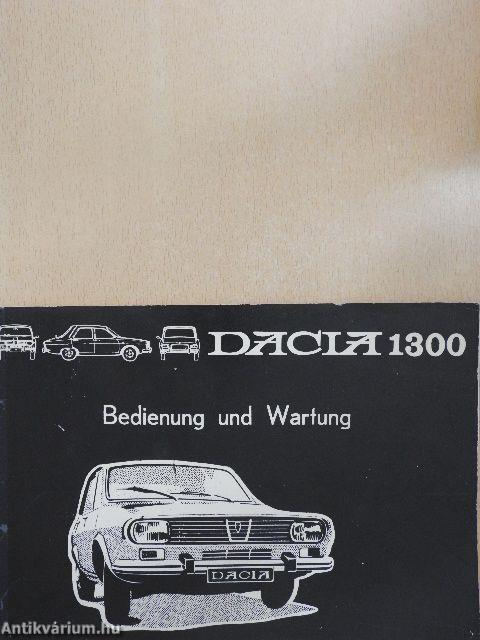 DACIA 1300
Bedienung und Wartung
DACIA
Antikvárium.hu